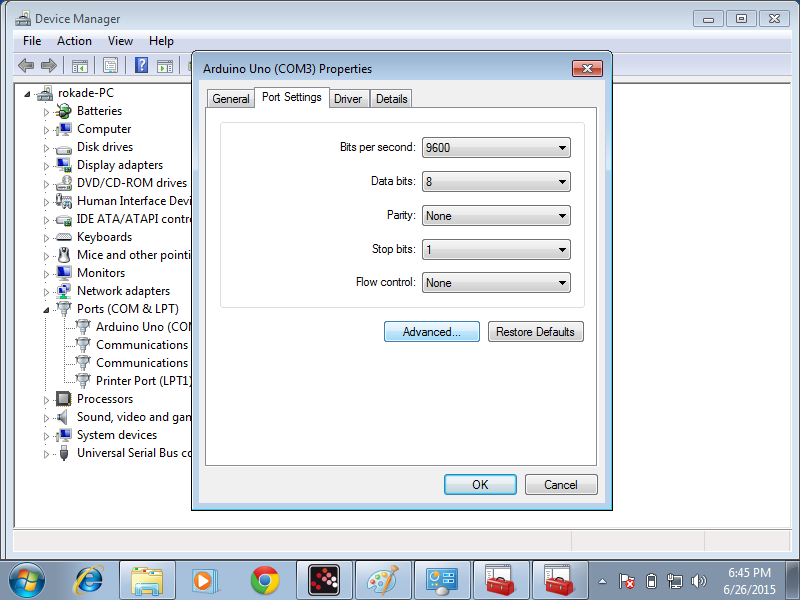 Device Manager
File Action View Help
Arduino Uno (COM3) Properties
General Port Settings Driver Details
Bits per second: 9600
Data bits: 8
Parity: None
Stop bits: 1
Flow control: None
Advanced... Restore Defaults
OK Cancel
rokade-PC
Batteries
Computer
Disk drives
Display adapters
DVD/CD-ROM drives
Human Interface Devi
IDE ATA/ATAPI contr
Keyboards
Mice and other pointi
Monitors
Network adapters
Ports (COM & LPT)
Arduino Uno (CO
Communications
Communications
Printer Port (LPT1)
Processors
Sound, video and gan
System devices
Universal Serial Bus co
6:45 PM
6/26/2015